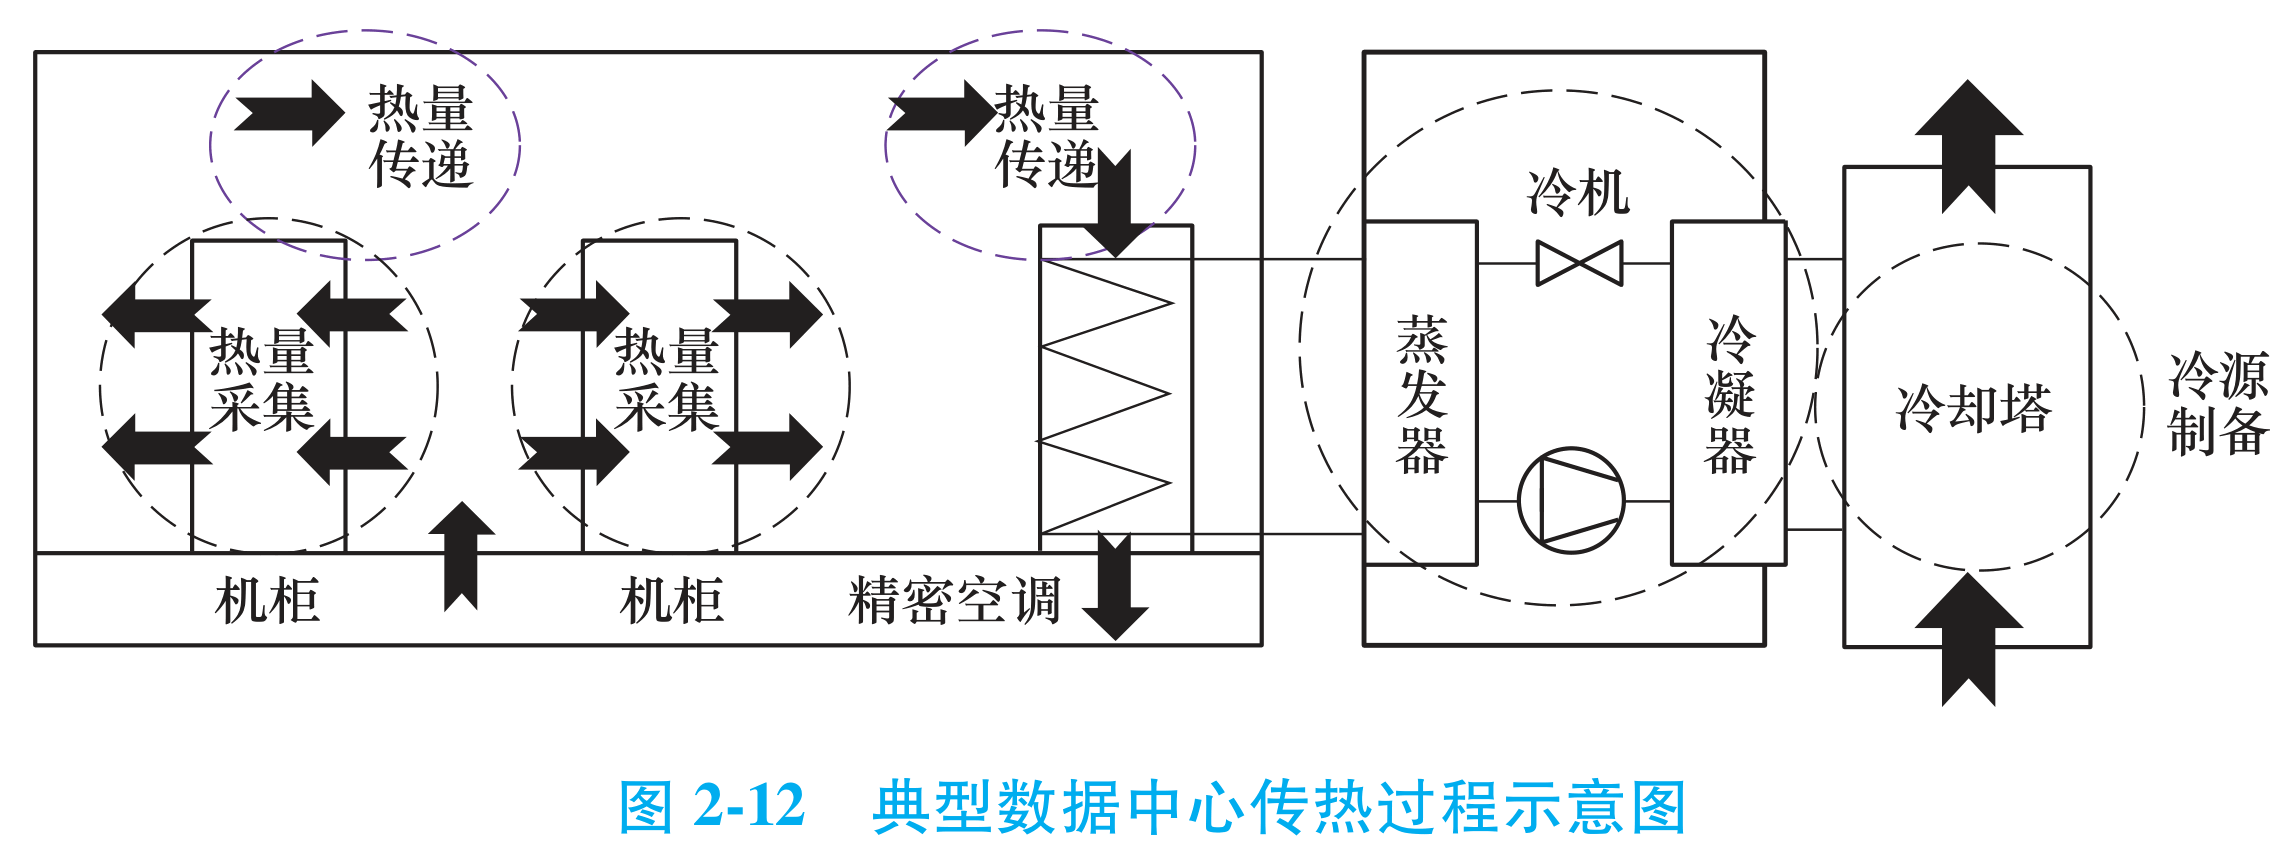 热量
传递
热量
传递
热量
采集
热量
采集
机柜
机柜
精密空调
冷机
蒸
发
器
冷
凝
器
冷却塔
冷源
制备
图 2-12 典型数据中心传热过程示意图